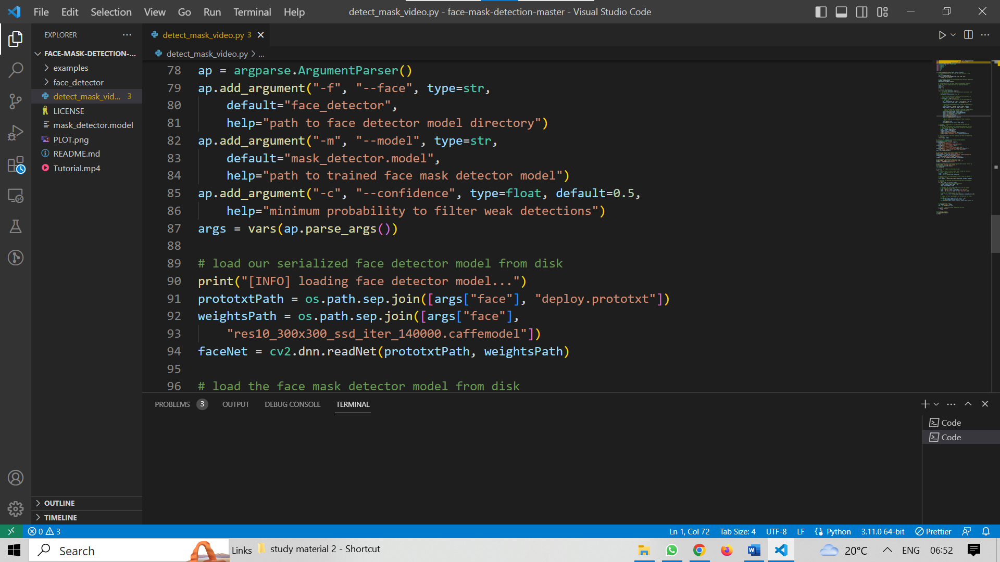 File Edit Selection View Go Run Terminal Help
detect_mask_video.py - face-mask-detection-master - Visual Studio Code
EXPLORER
FACE-MASK-DETECTION-...
examples
face_detector
detect_mask_vid... 3
LICENSE
mask_detector.model
PLOT.png
README.md
Tutorial.mp4
OUTLINE
TIMELINE
detect_mask_video.py 3
detect_mask_video.py > ...
78 ap = argparse.ArgumentParser()
79 ap.add_argument("-f", "--face", type=str,
80 default="face_detector",
81 help="path to face detector model directory")
82 ap.add_argument("-m", "--model", type=str,
83 default="mask_detector.model",
84 help="path to trained face mask detector model")
85 ap.add_argument("-c", "--confidence", type=float, default=0.5,
86 help="minimum probability to filter weak detections")
87 args = vars(ap.parse_args())
88
89 # load our serialized face detector model from disk
90 print("[INFO] loading face detector model...")
91 prototxtPath = os.path.sep.join([args["face"], "deploy.prototxt"])
92 weightsPath = os.path.sep.join([args["face"],
93 "res10_300x300_ssd_iter_140000.caffemodel"])
94 faceNet = cv2.dnn.readNet(prototxtPath, weightsPath)
95
96 # load the face mask detector model from disk
PROBLEMS 3 OUTPUT DEBUG CONSOLE TERMINAL
Code
Code
0 3
Ln 1, Col 72 Tab Size: 4 UTF-8 LF Python 3.11.0 64-bit Prettier
Search
Links study material 2 - Shortcut
20°C ENG 06:52